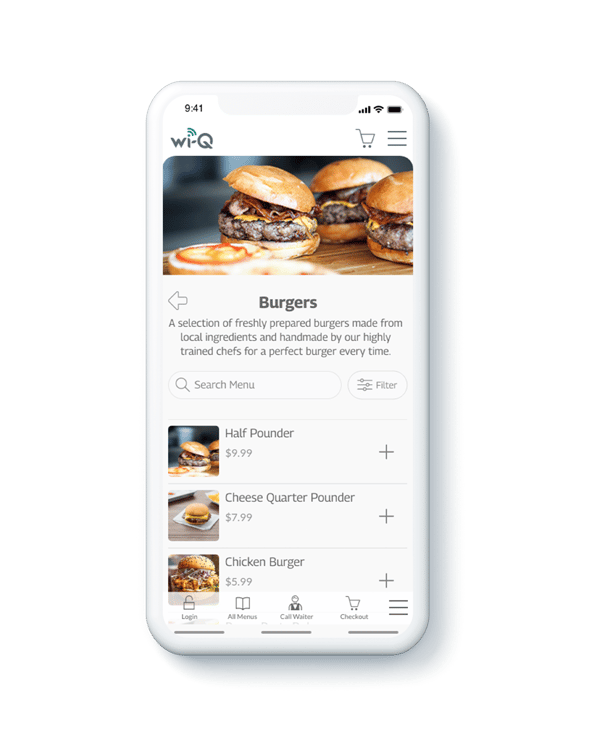 9:41
wi-Q
Burgers
A selection of freshly prepared burgers made from
local ingredients and handmade by our highly
trained chefs for a perfect burger every time.
Search Menu
Filter
Half Pounder
$9.99
Cheese Quarter Pounder
$7.99
Chicken Burger
$5.99
Login
All Menus
Call Waiter
Checkout